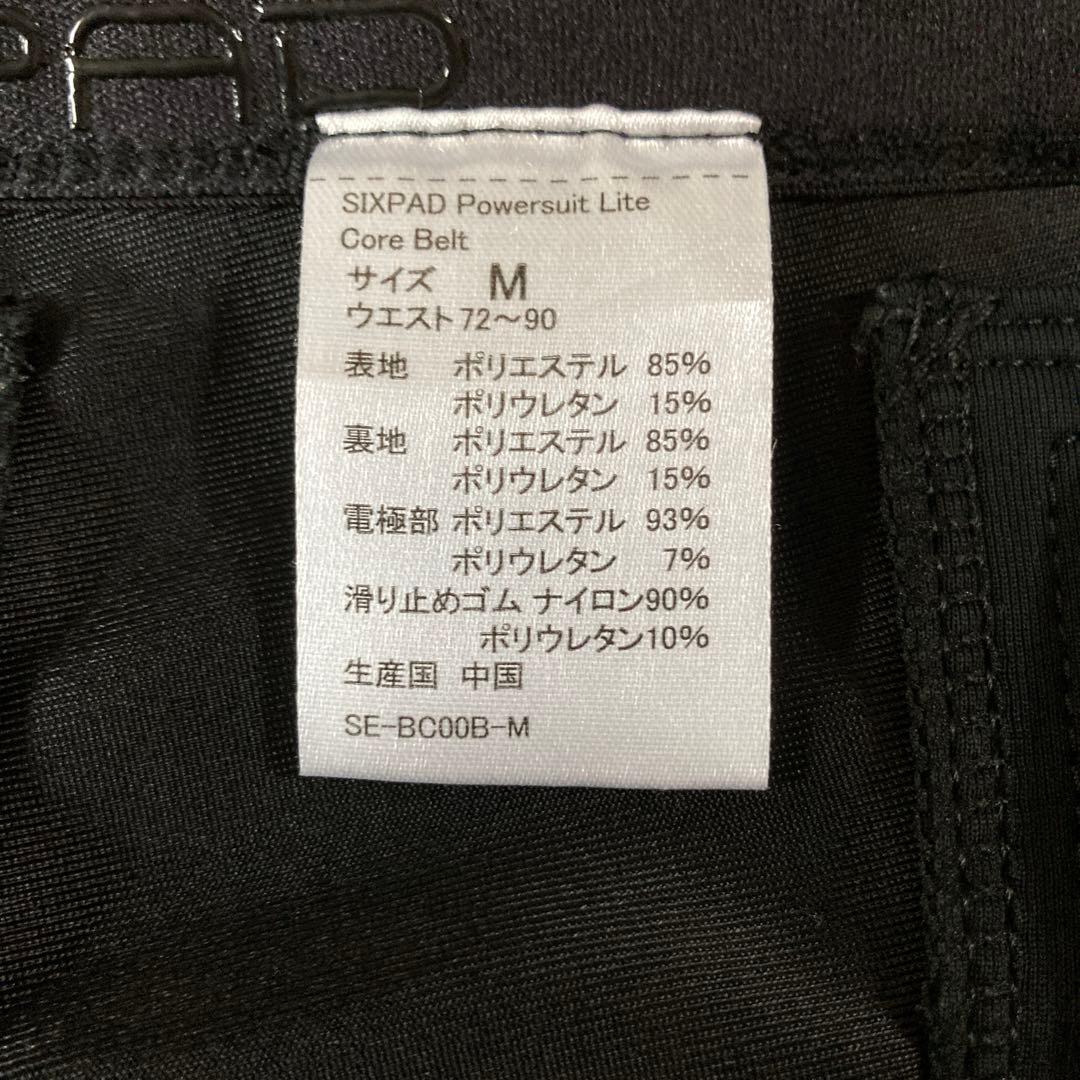 PAD
SIXPAD Powersuit Lite
Core Belt
サイズ M
ウエスト72～90
表地 ポリエステル 85%
ポリウレタン 15%
裏地 ポリエステル 85%
ポリウレタン 15%
電極部 ポリエステル 93%
ポリウレタン 7%
滑り止めゴム ナイロン90%
ポリウレタン10%
生産国 中国
SE-BC00B-M